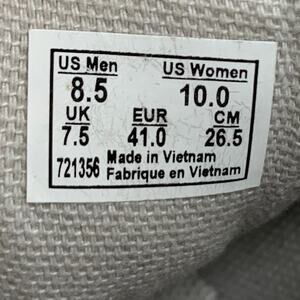 US Men US Women
8.5 10.0
UK EUR CM
7.5 41.0 26.5
721356 Made in Vietnam
Fabrique en Vietnam